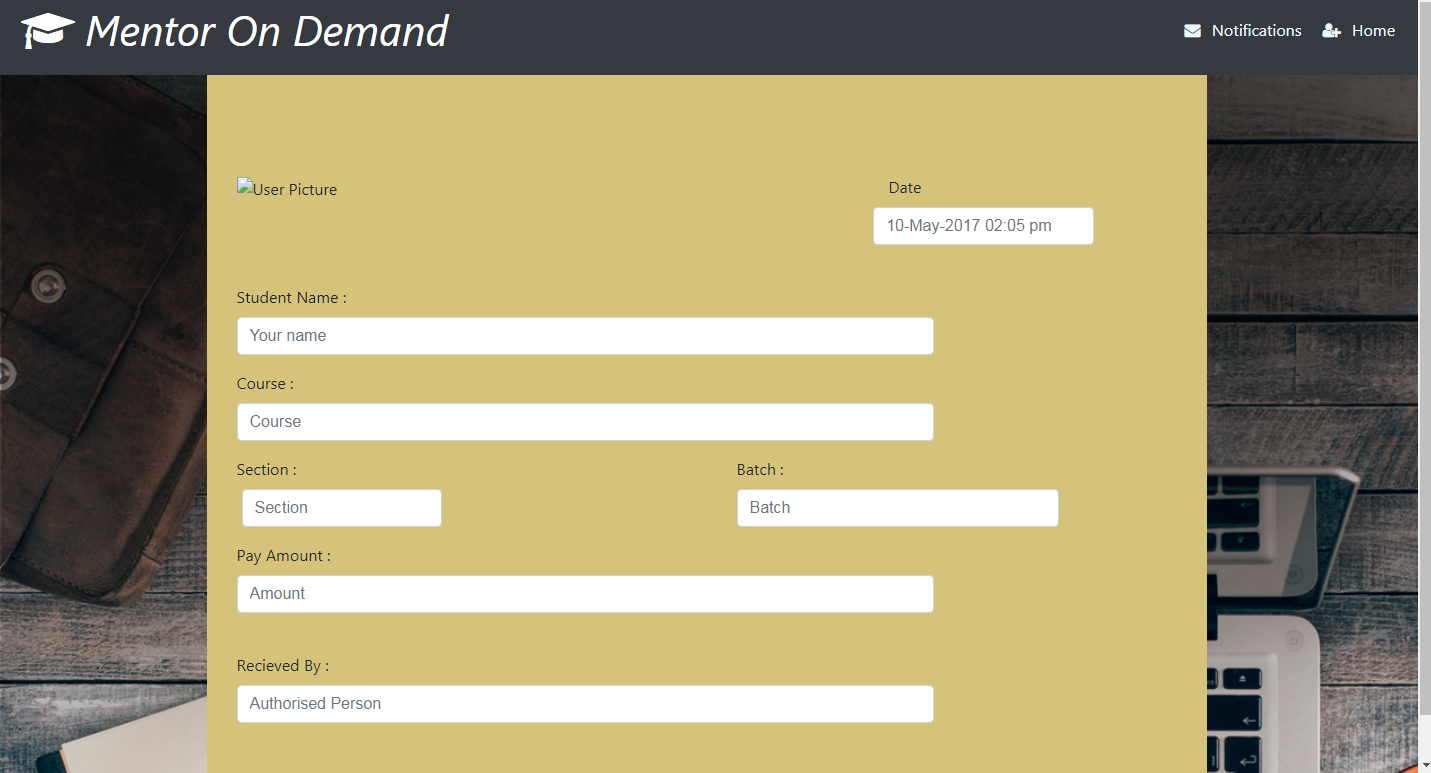 Mentor On Demand
Notifications
Home
User Picture
Date
10-May-2017 02:05 pm
Student Name :
Your name
Course :
Course
Section :
Batch :
Section
Batch
Pay Amount :
Amount
Recieved By :
Authorised Person